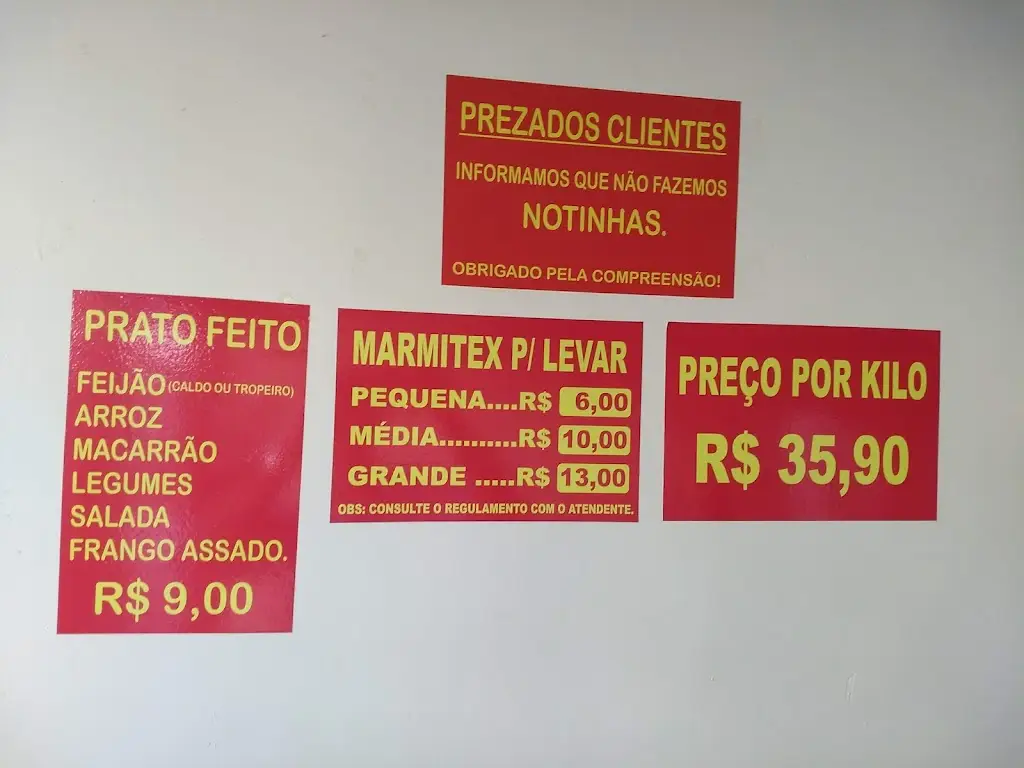 PREZADOS CLIENTES
INFORMAMOS QUE NÃO FAZEMOS
NOTINHAS.
OBRIGADO PELA COMPREENSÃO!
PRATO FEITO
FEIJÃO (CALDO OU TROPEIRO)
ARROZ
MACARRÃO
LEGUMES
SALADA
FRANGO ASSADO.
R$ 9,00
MARMITEX P/ LEVAR
PEQUENA....R$ 6,00
MÉDIA..........R$ 10,00
GRANDE .....R$ 13,00
OBS: CONSULTE O REGULAMENTO COM O ATENDENTE.
PREÇO POR KILO
R$ 35,90